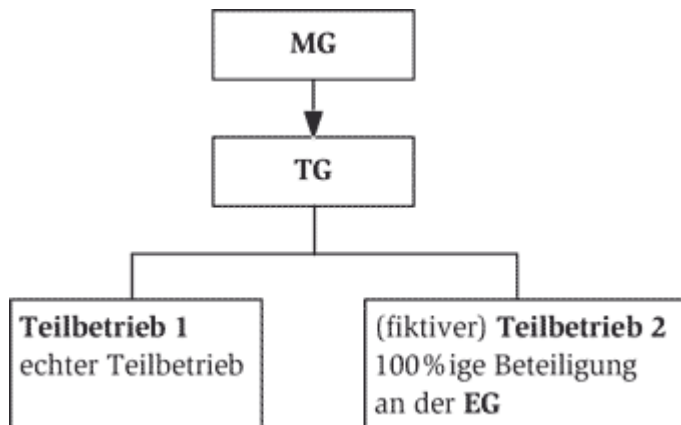 MG
TG
Teilbetrieb 1
echter Teilbetrieb
(fiktiver) Teilbetrieb 2
100%ige Beteiligung
an der EG